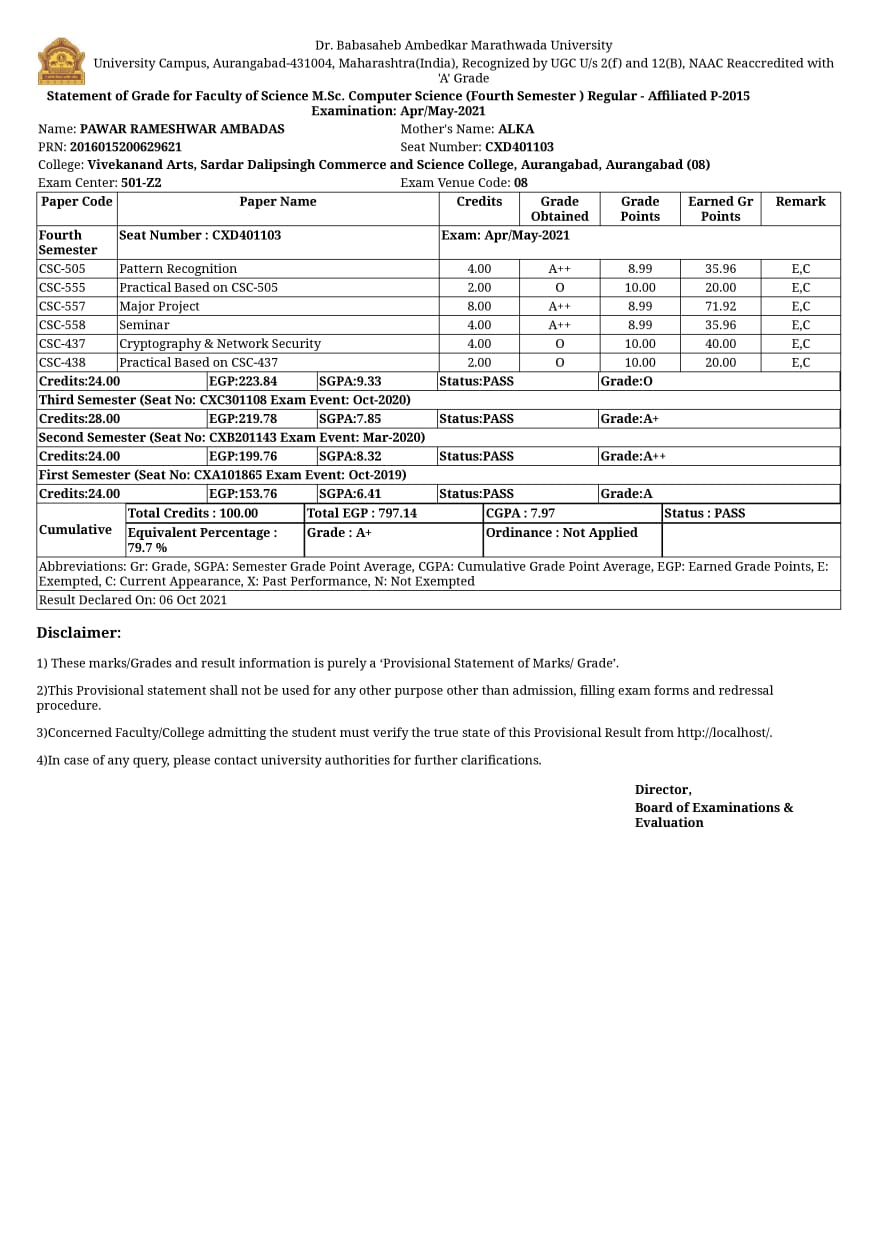 Dr. Babasaheb Ambedkar Marathwada University
University Campus, Aurangabad-431004, Maharashtra(India), Recognized by UGC U/s 2(f) and 12(B), NAAC Reaccredited with
'A' Grade
Statement of Grade for Faculty of Science M.Sc. Computer Science (Fourth Semester ) Regular - Affiliated P-2015
Examination: Apr/May-2021
Name: PAWAR RAMESHWAR AMBADAS Mother's Name: ALKA
PRN: 2016015200629621 Seat Number: CXD401103
College: Vivekanand Arts, Sardar Dalipsingh Commerce and Science College, Aurangabad, Aurangabad (08)
Exam Center: 501-Z2 Exam Venue Code: 08
Paper Code Paper Name Credits Grade Obtained Grade Points Earned Gr Points Remark
Fourth Semester Seat Number : CXD401103 Exam: Apr/May-2021
CSC-505 Pattern Recognition 4.00 A++ 8.99 35.96 E,C
CSC-555 Practical Based on CSC-505 2.00 O 10.00 20.00 E,C
CSC-557 Major Project 8.00 A++ 8.99 71.92 E,C
CSC-558 Seminar 4.00 A++ 8.99 35.96 E,C
CSC-437 Cryptography & Network Security 4.00 O 10.00 40.00 E,C
CSC-438 Practical Based on CSC-437 2.00 O 10.00 20.00 E,C
Credits:24.00 EGP:223.84 SGPA:9.33 Status:PASS Grade:O
Third Semester (Seat No: CXC301108 Exam Event: Oct-2020)
Credits:28.00 EGP:219.78 SGPA:7.85 Status:PASS Grade:A+
Second Semester (Seat No: CXB201143 Exam Event: Mar-2020)
Credits:24.00 EGP:199.76 SGPA:8.32 Status:PASS Grade:A++
First Semester (Seat No: CXA101865 Exam Event: Oct-2019)
Credits:24.00 EGP:153.76 SGPA:6.41 Status:PASS Grade:A
Cumulative Total Credits : 100.00 Total EGP : 797.14 CGPA : 7.97 Status : PASS
Equivalent Percentage : 79.7 % Grade : A+ Ordinance : Not Applied
Abbreviations: Gr: Grade, SGPA: Semester Grade Point Average, CGPA: Cumulative Grade Point Average, EGP: Earned Grade Points, E:
Exempted, C: Current Appearance, X: Past Performance, N: Not Exempted
Result Declared On: 06 Oct 2021
Disclaimer:
1) These marks/Grades and result information is purely a ‘Provisional Statement of Marks/ Grade’.
2)This Provisional statement shall not be used for any other purpose other than admission, filling exam forms and redressal
procedure.
3)Concerned Faculty/College admitting the student must verify the true state of this Provisional Result from http://localhost/.
4)In case of any query, please contact university authorities for further clarifications.
Director,
Board of Examinations &
Evaluation